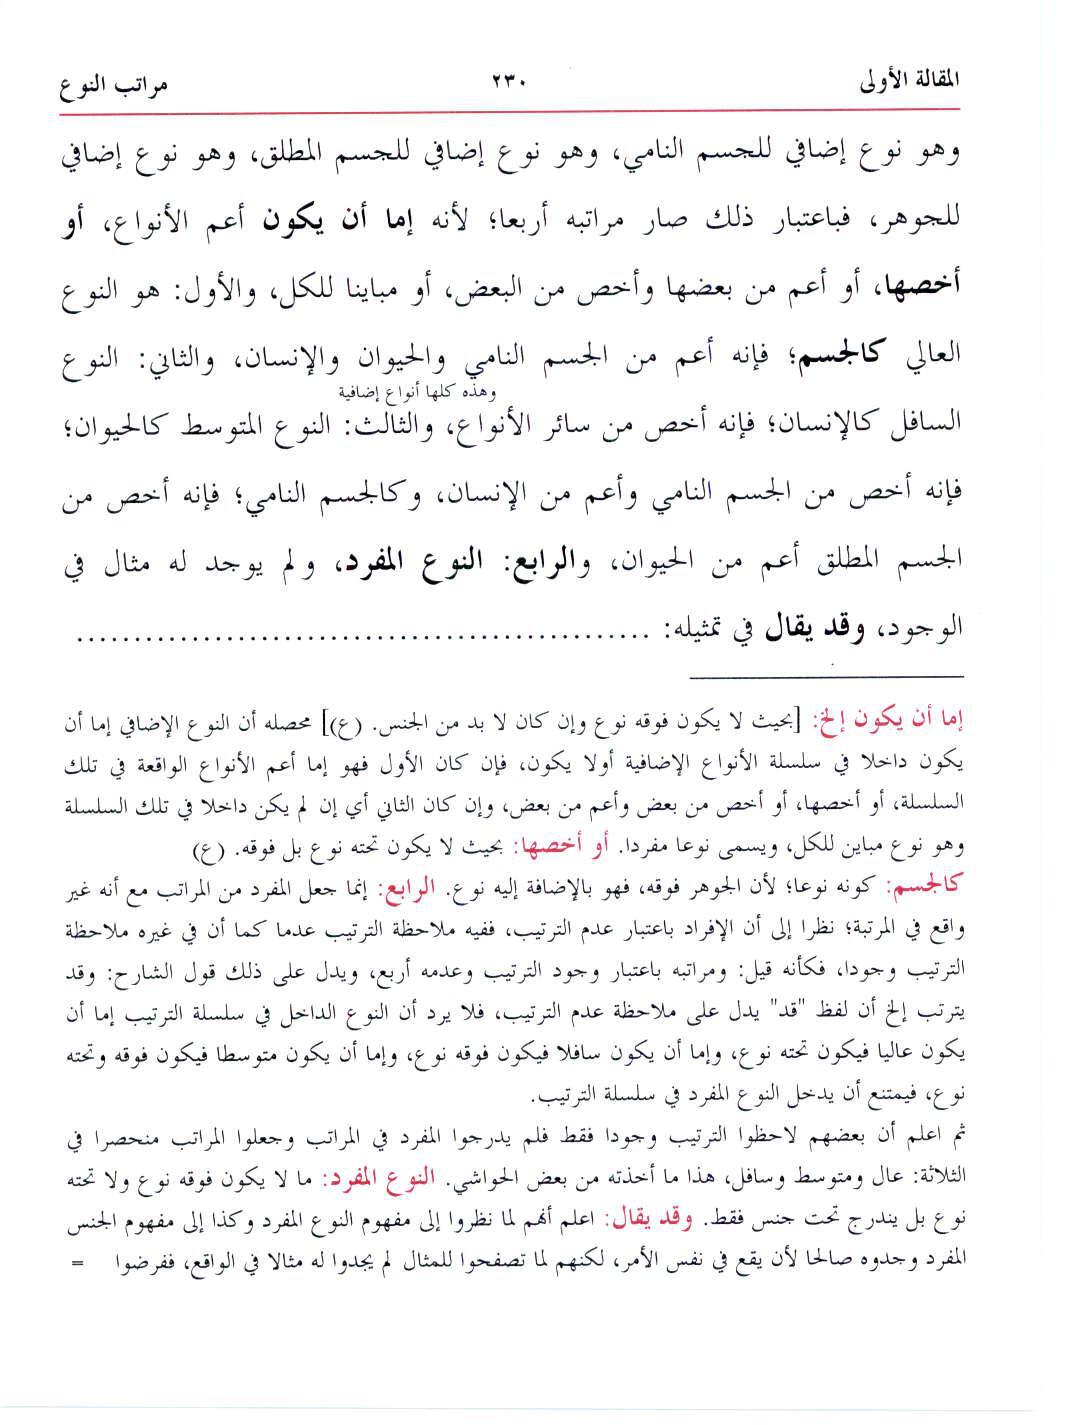 المقالة الأولى
٢٣٠
مراتب النوع
وهو نوع إضافي للجسم النامي، وهو نوع إضافي للجسم المطلق، وهو نوع إضافي
للجوهر، فباعتبار ذلك صار مراتبه أربعا؛ لأنه إما أن يكون أعم الأنواع، أو
أخصها، أو أعم من بعضها وأخص من البعض، أو مباينا للكل، والأول: هو النوع
العالي كالجسم؛ فإنه أعم من الجسم النامي والحيوان والإنسان، والثاني: النوع
وهذه كلها أنواع إضافية
السافل كالإنسان؛ فإنه أخص من سائر الأنواع، والثالث: النوع المتوسط كالحيوان؛
فإنه أخص من الجسم النامي وأعم من الإنسان، وكالجسم النامي؛ فإنه أخص من
الجسم المطلق أعم من الحيوان، والرابع: النوع المفرد، ولم يوجد له مثال في
الوجود، وقد يقال في تمثيله: ..................................................
إما أن يكون إلخ: [بحيث لا يكون فوقه نوع وإن كان لا بد من الجنس. (ع)] محصله أن النوع الإضافي إما أن
يكون داخلا في سلسلة الأنواع الإضافية أولا يكون، فإن كان الأول فهو إما أعم الأنواع الواقعة في تلك
السلسلة، أو أخصها، أو أخص من بعض وأعم من بعض، وإن كان الثاني أي إن لم يكن داخلا في تلك السلسلة
وهو نوع مباين للكل، ويسمى نوعا مفردا. أو أخصها: بحيث لا يكون تحته نوع بل فوقه. (ع)
كالجسم: كونه نوعا؛ لأن الجوهر فوقه، فهو بالإضافة إليه نوع. الرابع: إنما جعل المفرد من المراتب مع أنه غير
واقع في المرتبة؛ نظرا إلى أن الإفراد باعتبار عدم الترتيب، ففيه ملاحظة الترتيب عدما كما أن في غيره ملاحظة
الترتيب وجودا، فكأنه قيل: ومراتبه باعتبار وجود الترتيب وعدمه أربع، ويدل على ذلك قول الشارح: وقد
يترتب إلخ أن لفظ "قد" يدل على ملاحظة عدم الترتيب، فلا يرد أن النوع الداخل في سلسلة الترتيب إما أن
يكون عاليا فيكون تحته نوع، وإما أن يكون سافلا فيكون فوقه نوع، وإما أن يكون متوسطا فيكون فوقه وتحته
نوع، فيمتنع أن يدخل النوع المفرد في سلسلة الترتيب.
ثم اعلم أن بعضهم لاحظوا الترتيب وجودا فقط فلم يدرجوا المفرد في المراتب وجعلوا المراتب منحصرا في
الثلاثة: عال ومتوسط وسافل، هذا ما أخذته من بعض الحواشي. النوع المفرد: ما لا يكون فوقه نوع ولا تحته
نوع بل يندرج تحت جنس فقط. وقد يقال: اعلم أنهم لما نظروا إلى مفهوم النوع المفرد وكذا إلى مفهوم الجنس
المفرد وجدوه صالحا لأن يقع في نفس الأمر، لكنهم لما تصفحوا للمثال لم يجدوا له مثالا في الواقع، ففرضوا =